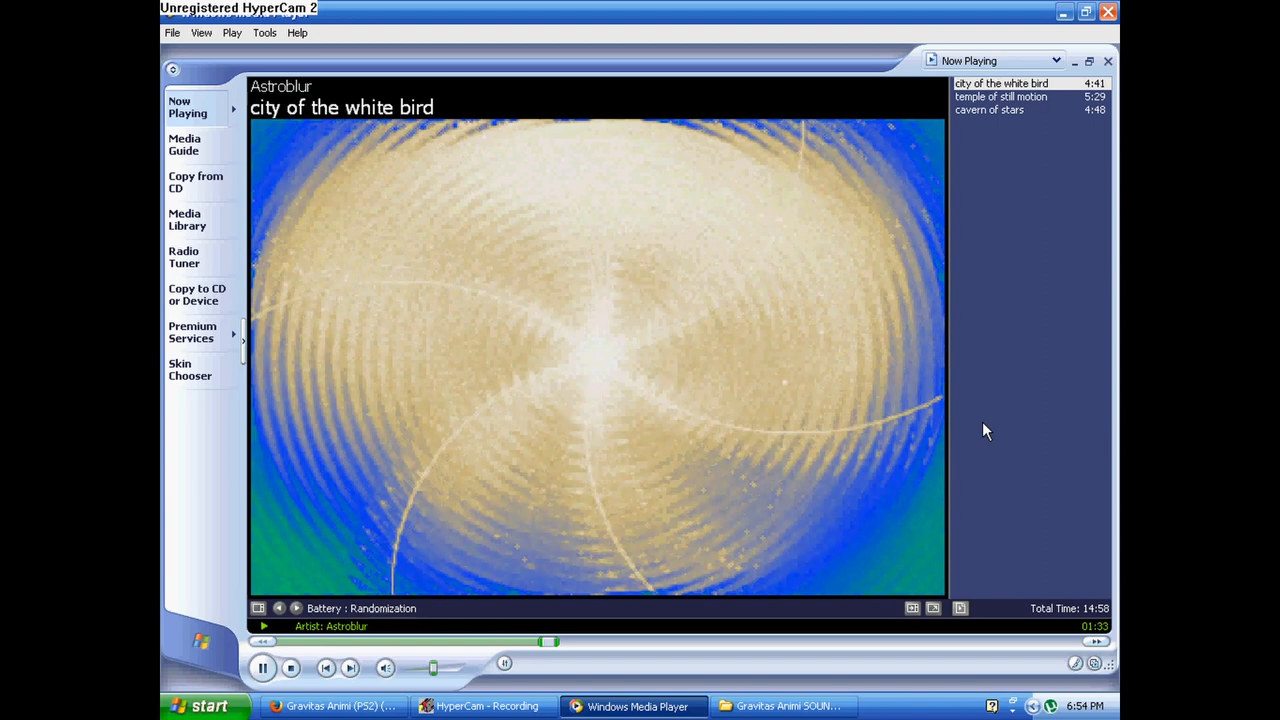 Unregistered HyperCam 2
File View Play Tools Help
Now Playing
Astroblur
city of the white bird
city of the white bird 4:41
temple of still motion 5:29
cavern of stars 4:48
Now
Playing
Media
Guide
Copy from
CD
Media
Library
Radio
Tuner
Copy to CD
or Device
Premium
Services
Skin
Chooser
Battery : Randomization
Total Time: 14:58
Artist: Astroblur
01:33
start
Gravitas Animi (PS2) (...
HyperCam - Recording
Windows Media Player
Gravitas Animi SOUN...
6:54 PM